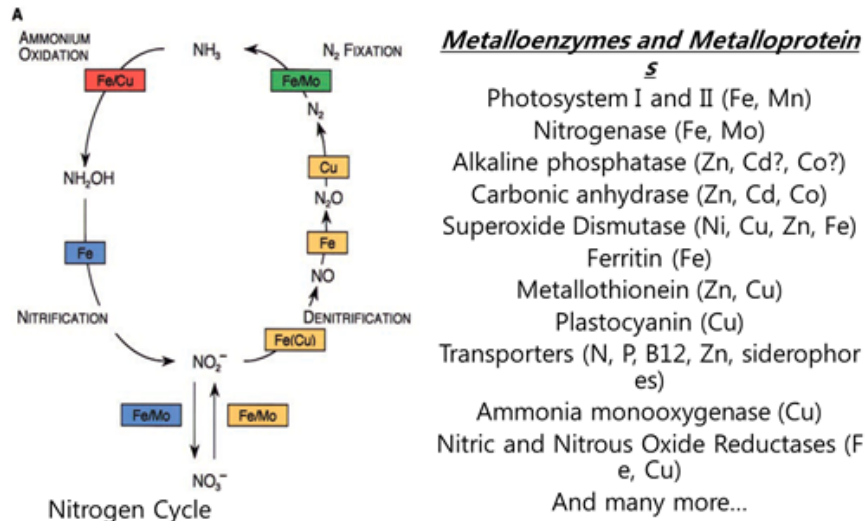 A
AMMONIUM
OXIDATION
NH₃
N₂ FIXATION
Fe/Cu
Fe/Mo
N₂
Cu
NH₂OH
N₂O
Fe
Fe
NO
NITRIFICATION
DENITRIFICATION
Fe(Cu)
NO₂⁻
Fe/Mo
Fe/Mo
NO₃⁻
Nitrogen Cycle
Metalloenzymes and Metalloprotein
s
Photosystem I and II (Fe, Mn)
Nitrogenase (Fe, Mo)
Alkaline phosphatase (Zn, Cd?, Co?)
Carbonic anhydrase (Zn, Cd, Co)
Superoxide Dismutase (Ni, Cu, Zn, Fe)
Ferritin (Fe)
Metallothionein (Zn, Cu)
Plastocyanin (Cu)
Transporters (N, P, B12, Zn, siderophor
es)
Ammonia monooxygenase (Cu)
Nitric and Nitrous Oxide Reductases (F
e, Cu)
And many more...